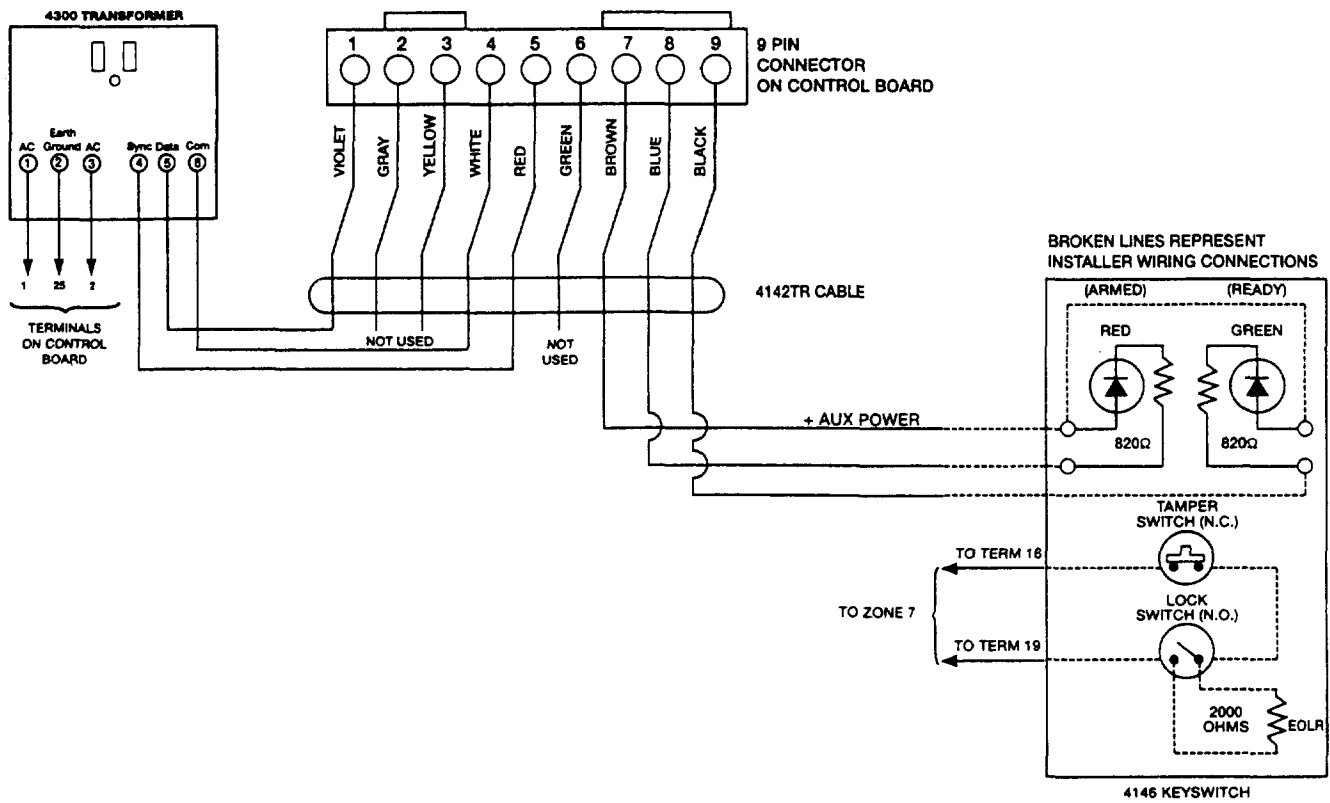 4300 TRANSFORMER
AC
Earth
Ground
AC
Sync
Data
Com
1
2
3
4
5
6
1
25
2
TERMINALS
ON CONTROL
BOARD
1
2
3
4
5
6
7
8
9
9 PIN
CONNECTOR
ON CONTROL BOARD
VIOLET
GRAY
YELLOW
WHITE
RED
GREEN
BROWN
BLUE
BLACK
4142TR CABLE
NOT USED
NOT
USED
+ AUX POWER
BROKEN LINES REPRESENT
INSTALLER WIRING CONNECTIONS
(ARMED)
(READY)
RED
GREEN
820Ω
820Ω
TAMPER
SWITCH (N.C.)
TO TERM 18
TO ZONE 7
LOCK
SWITCH (N.O.)
TO TERM 19
2000
OHMS
EOLR
4146 KEYSWITCH